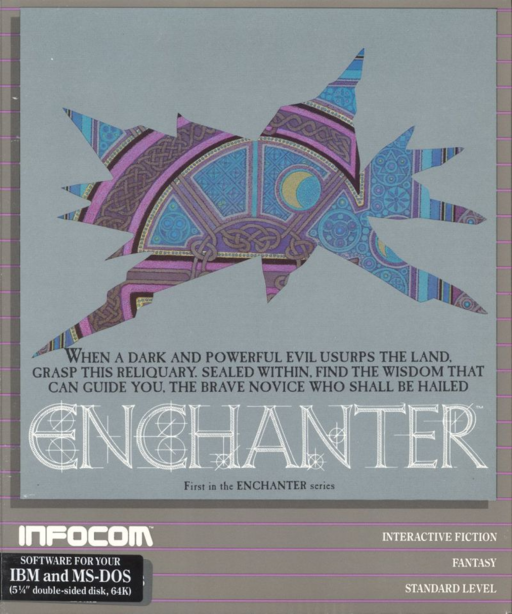 WHEN A DARK AND POWERFUL EVIL USURPS THE LAND.
GRASP THIS RELIQUARY. SEALED WITHIN, FIND THE WISDOM THAT
CAN GUIDE YOU, THE BRAVE NOVICE WHO SHALL BE HAILED
ENCHANTER™
First in the ENCHANTER series
INFOCOM™
INTERACTIVE FICTION
SOFTWARE FOR YOUR
IBM and MS-DOS
(5¼" double-sided disk, 64K)
FANTASY
STANDARD LEVEL